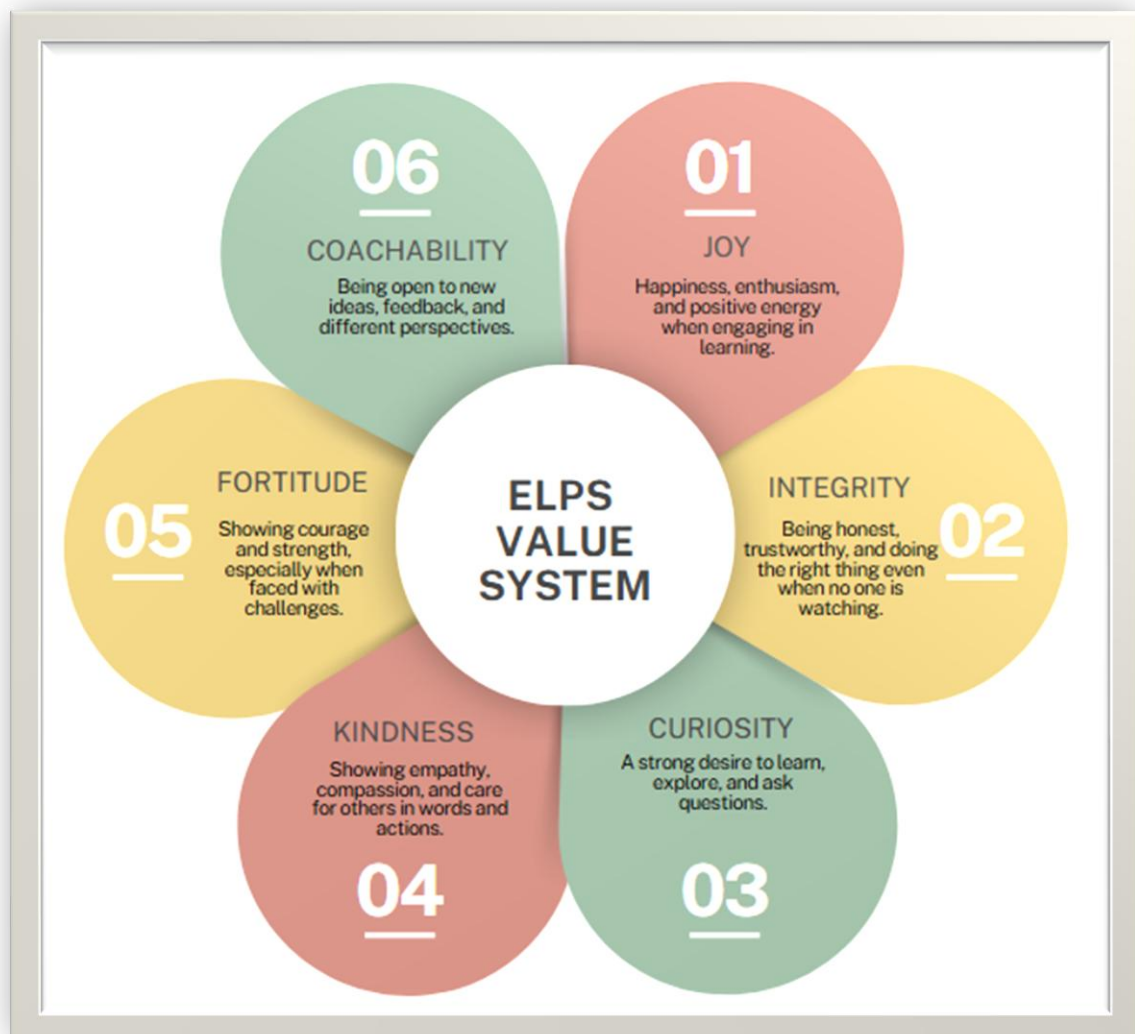 ELPS
VALUE
SYSTEM
01
JOY
Happiness, enthusiasm,
and positive energy
when engaging in
learning.
02
INTEGRITY
Being honest,
trustworthy, and doing
the right thing even
when no one is
watching.
03
CURIOSITY
A strong desire to learn,
explore, and ask
questions.
04
KINDNESS
Showing empathy,
compassion, and care
for others in words and
actions.
05
FORTITUDE
Showing courage
and strength,
especially when
faced with
challenges.
06
COACHABILITY
Being open to new
ideas, feedback, and
different perspectives.